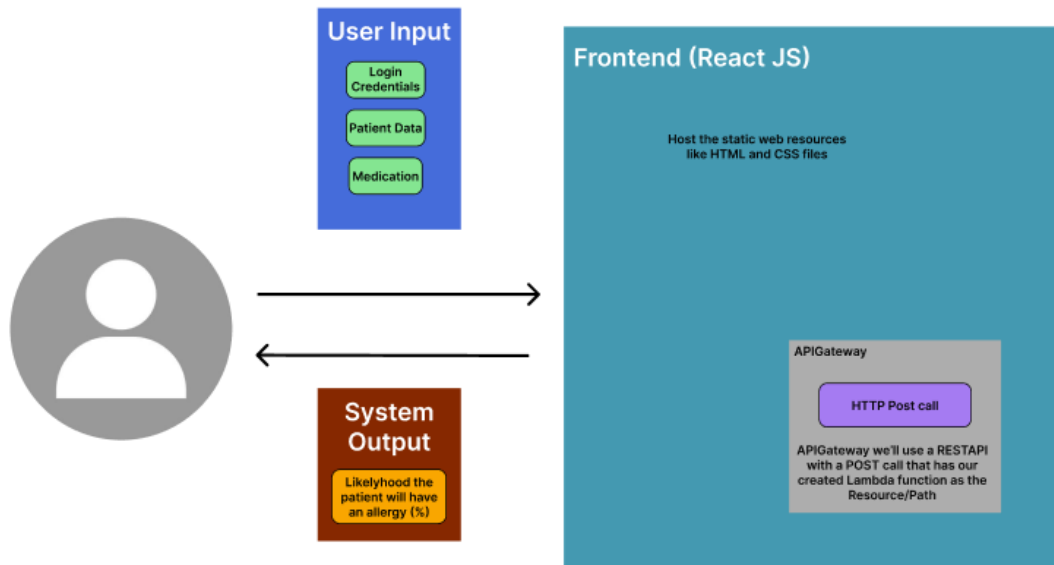 User Input
Login
Credentials
Patient Data
Medication
Frontend (React JS)
Host the static web resources
like HTML and CSS files
System
Output
Likelyhood the
patient will have
an allergy (%)
APIGateway
HTTP Post call
APIGateway we'll use a RESTAPI
with a POST call that has our
created Lambda function as the
Resource/Path